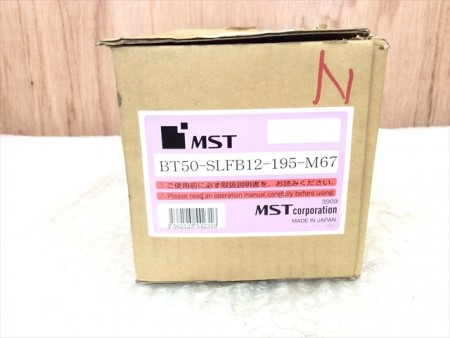 N
MST
BT50-SLFB12-195-M67
ご使用前に必ず取扱説明書を、お読みください。
Please read an operation manual carefully before using.
3909
MST corporation
MADE IN JAPAN